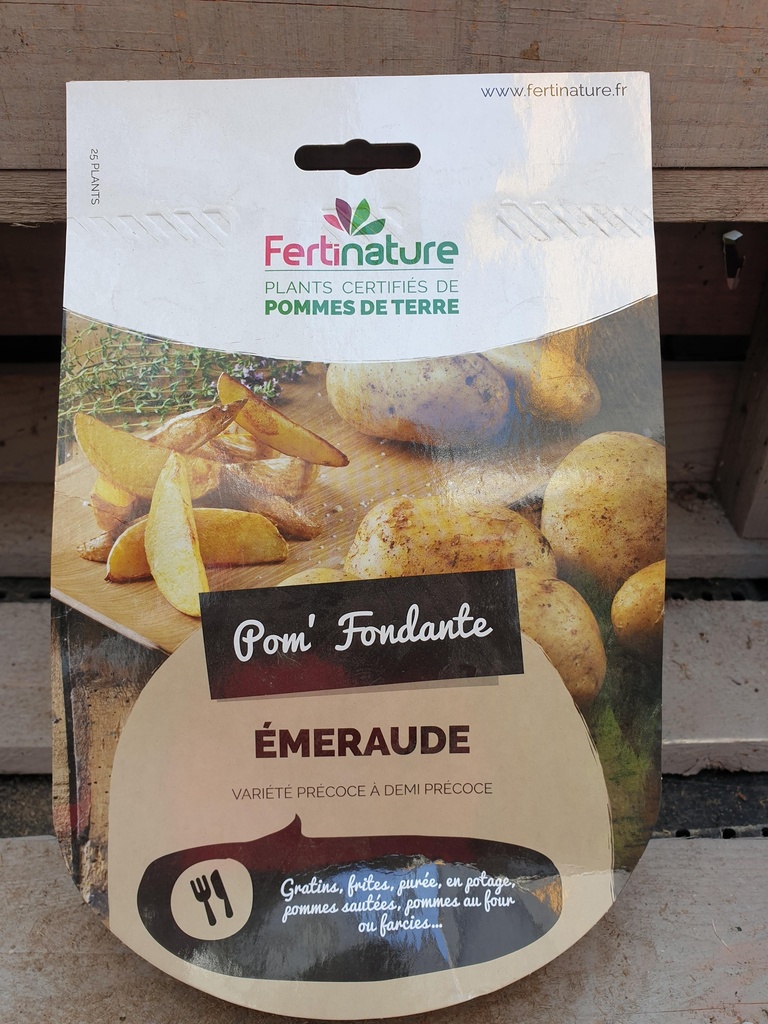 www.fertinature.fr
25 PLANTS
Fertinature
PLANTS CERTIFIÉS DE
POMMES DE TERRE
Pom' Fondante
ÉMERAUDE
VARIÉTÉ PRÉCOCE À DEMI PRÉCOCE
Gratins, frites, purée, en potage,
pommes sautées, pommes au four
ou farcies...